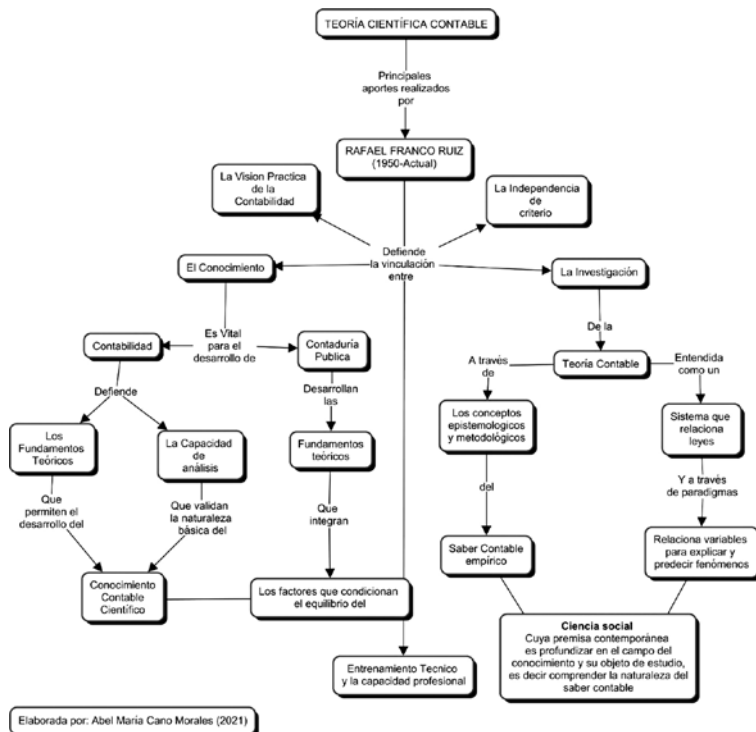 TEORÍA CIENTÍFICA CONTABLE
Principales
aportes realizados
por
RAFAEL FRANCO RUIZ
(1950-Actual)
La Vision Practica
de la
Contabilidad
La Independencia
de
criterio
Defiende
la vinculación
entre
El Conocimiento
La Investigación
Es Vital
para el
desarrollo de
De la
Contabilidad
Contaduría
Publica
Teoría Contable
A través
de
Entendida
como un
Defiende
Desarrollan
las
Los conceptos
epistemologicos
y metodológicos
Sistema que
relaciona
leyes
Los
Fundamentos
Teóricos
La Capacidad
de
análisis
Fundamentos
teóricos
Que
permiten el
desarrollo del
Que validan
la naturaleza
básica del
Que
integran
del
Y a través
de paradigmas
Saber Contable
empírico
Relaciona variables
para explicar y
predecir fenómenos
Conocimiento
Contable
Científico
Los factores que condicionan
el equilibrio del
Ciencia social
Cuya premisa contemporánea
es profundizar en el campo del
conocimiento y su objeto de estudio,
es decir comprender la naturaleza del
saber contable
Entrenamiento Tecnico
y la capacidad profesional
Elaborada por: Abel María Cano Morales (2021)